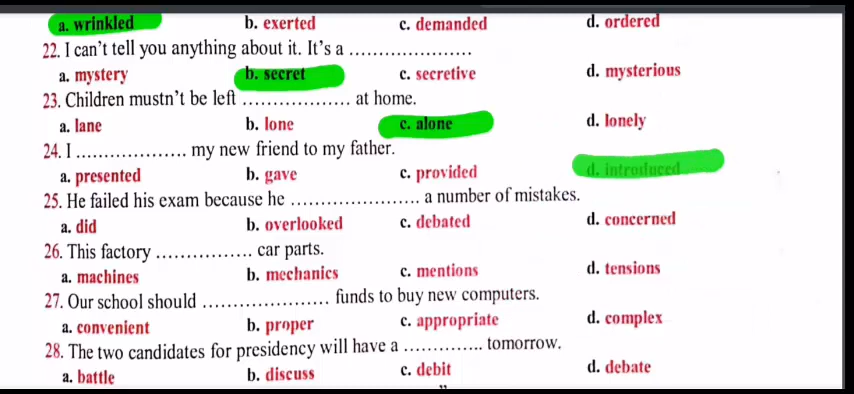 a. wrinkled b. exerted c. demanded d. ordered
22. I can't tell you anything about it. It's a ......................
a. mystery b. secret c. secretive d. mysterious
23. Children mustn't be left ................... at home.
a. lane b. lone c. alone d. lonely
24. I ................... my new friend to my father.
a. presented b. gave c. provided d. introduced
25. He failed his exam because he ...................... a number of mistakes.
a. did b. overlooked c. debated d. concerned
26. This factory ................ car parts.
a. machines b. mechanics c. mentions d. tensions
27. Our school should ...................... funds to buy new computers.
a. convenient b. proper c. appropriate d. complex
28. The two candidates for presidency will have a .............. tomorrow.
a. battle b. discuss c. debit d. debate